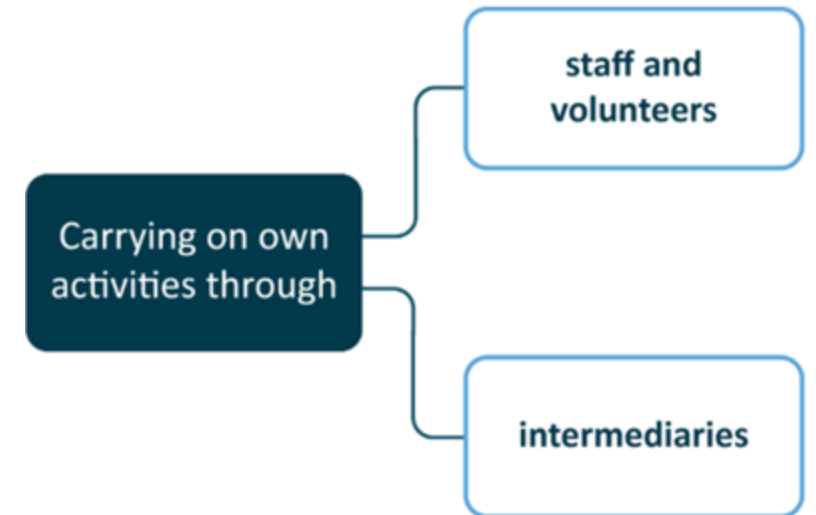 staff and
volunteers
Carrying on own
activities through
intermediaries